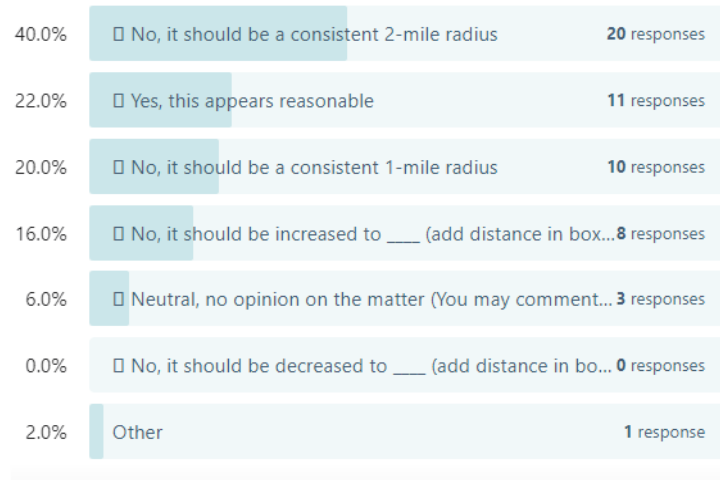 40.0% ▯ No, it should be a consistent 2-mile radius 20 responses
22.0% ▯ Yes, this appears reasonable 11 responses
20.0% ▯ No, it should be a consistent 1-mile radius 10 responses
16.0% ▯ No, it should be increased to ____ (add distance in box... 8 responses
6.0% ▯ Neutral, no opinion on the matter (You may comment... 3 responses
0.0% ▯ No, it should be decreased to ____ (add distance in bo... 0 responses
2.0% Other 1 response